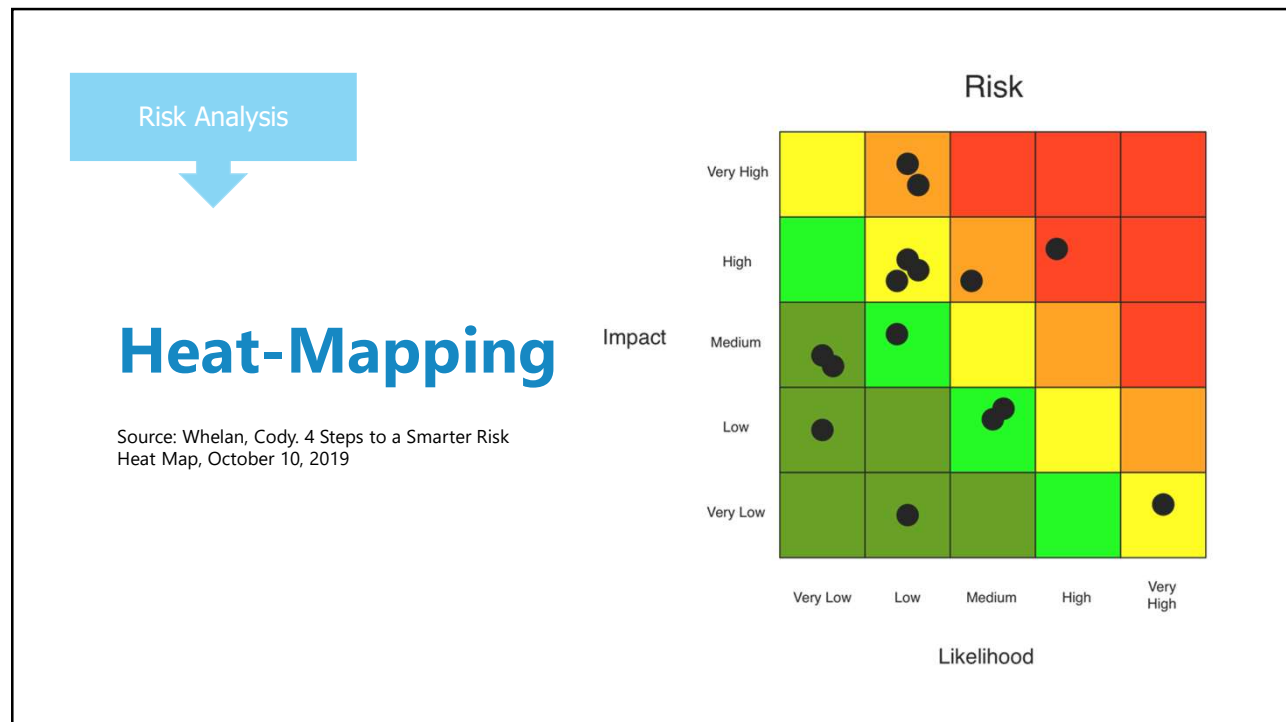 Risk Analysis
Heat-Mapping
Source: Whelan, Cody. 4 Steps to a Smarter Risk
Heat Map, October 10, 2019
Risk
Impact
Very High
High
Medium
Low
Very Low
Very Low
Low
Medium
High
Very
High
Likelihood